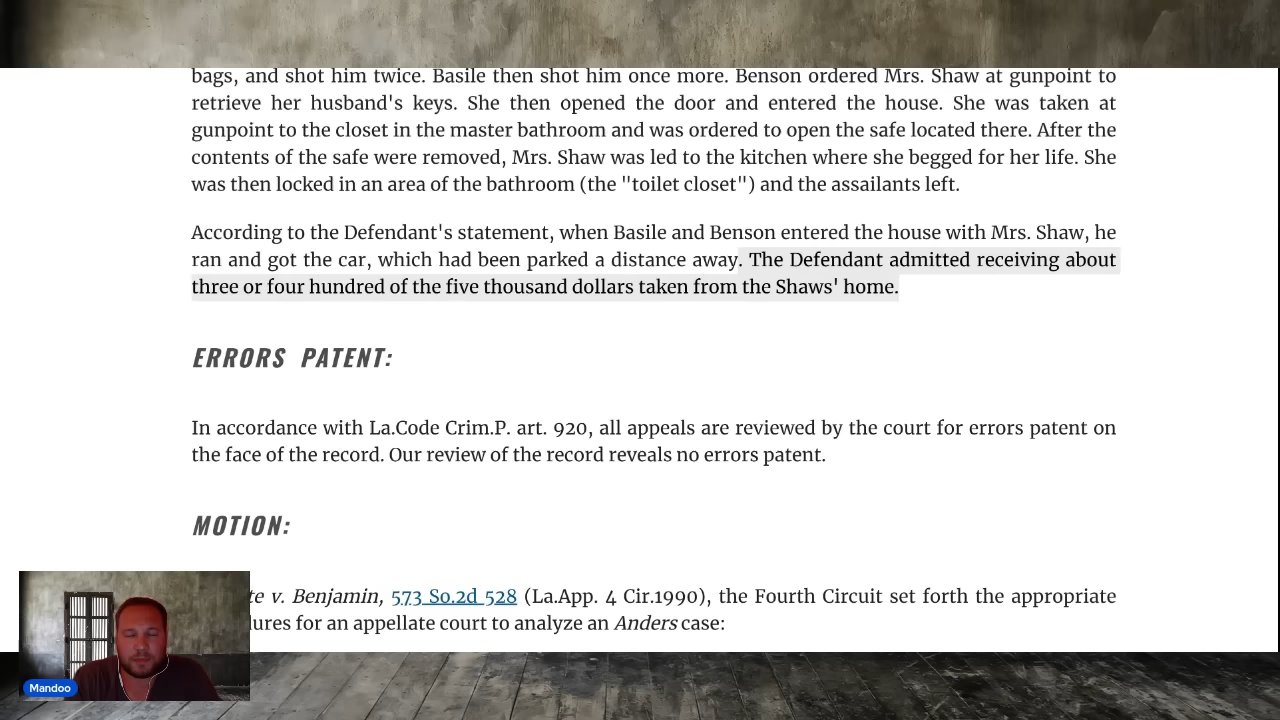 bags, and shot him twice. Basile then shot him once more. Benson ordered Mrs. Shaw at gunpoint to
retrieve her husband's keys. She then opened the door and entered the house. She was taken at
gunpoint to the closet in the master bathroom and was ordered to open the safe located there. After the
contents of the safe were removed, Mrs. Shaw was led to the kitchen where she begged for her life. She
was then locked in an area of the bathroom (the "toilet closet") and the assailants left.
According to the Defendant's statement, when Basile and Benson entered the house with Mrs. Shaw, he
ran and got the car, which had been parked a distance away. The Defendant admitted receiving about
three or four hundred of the five thousand dollars taken from the Shaws' home.
ERRORS PATENT:
In accordance with La.Code Crim.P. art. 920, all appeals are reviewed by the court for errors patent on
the face of the record. Our review of the record reveals no errors patent.
MOTION:
te v. Benjamin, 573 So.2d 528 (La.App. 4 Cir.1990), the Fourth Circuit set forth the appropriate
ures for an appellate court to analyze an Anders case:
Mandoo